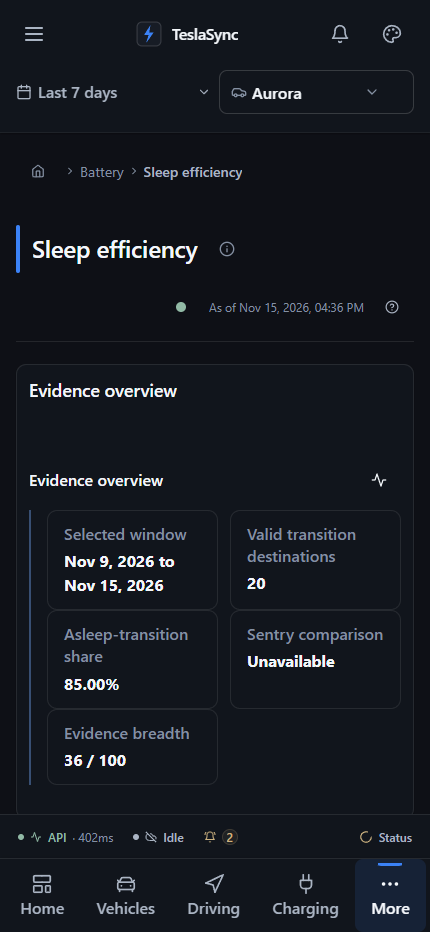 TeslaSync
Last 7 days
Aurora
Battery
Sleep efficiency
Sleep efficiency
As of Nov 15, 2026, 04:36 PM
Evidence overview
Evidence overview
Selected window
Nov 9, 2026 to
Nov 15, 2026
Valid transition
destinations
20
Asleep-transition
share
85.00%
Sentry comparison
Unavailable
Evidence breadth
36 / 100
API · 402ms
Idle
2
Status
Home
Vehicles
Driving
Charging
More